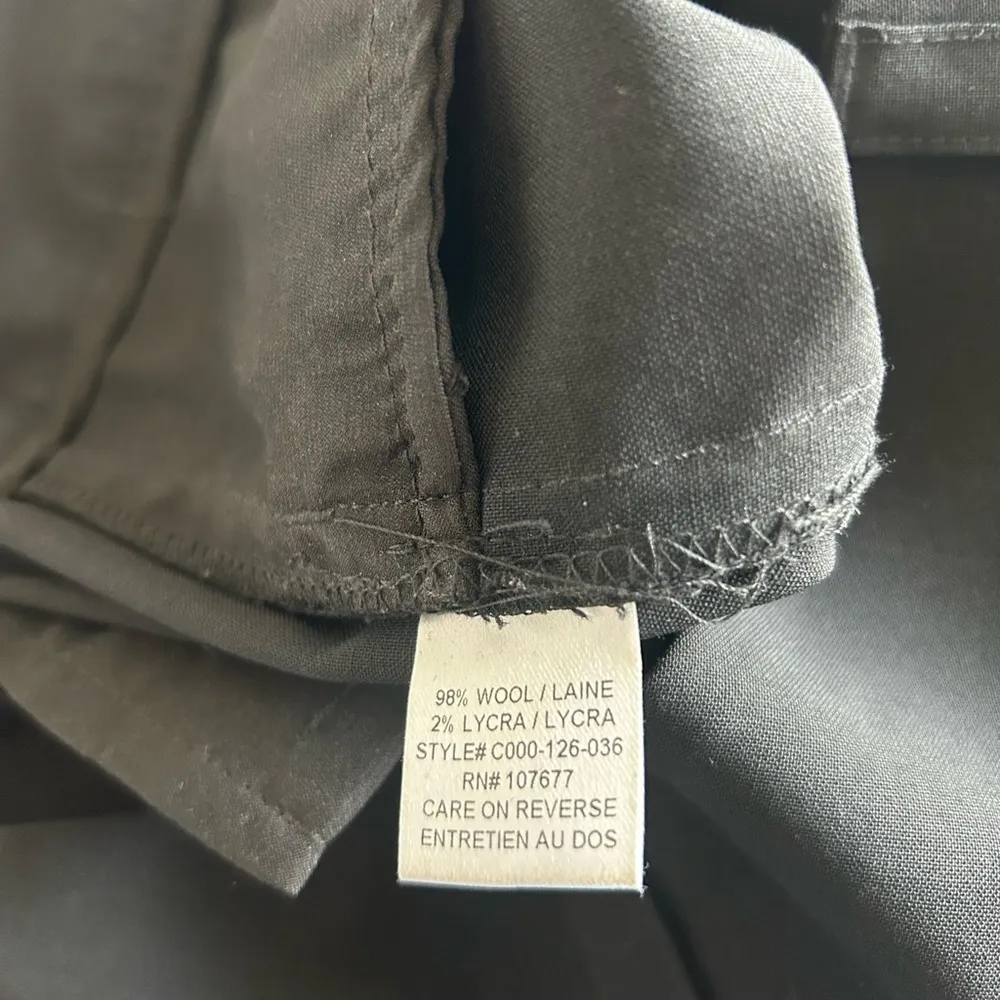 98% WOOL / LAINE
2% LYCRA / LYCRA
STYLE# C000-126-036
RN# 107677
CARE ON REVERSE
ENTRETIEN AU DOS